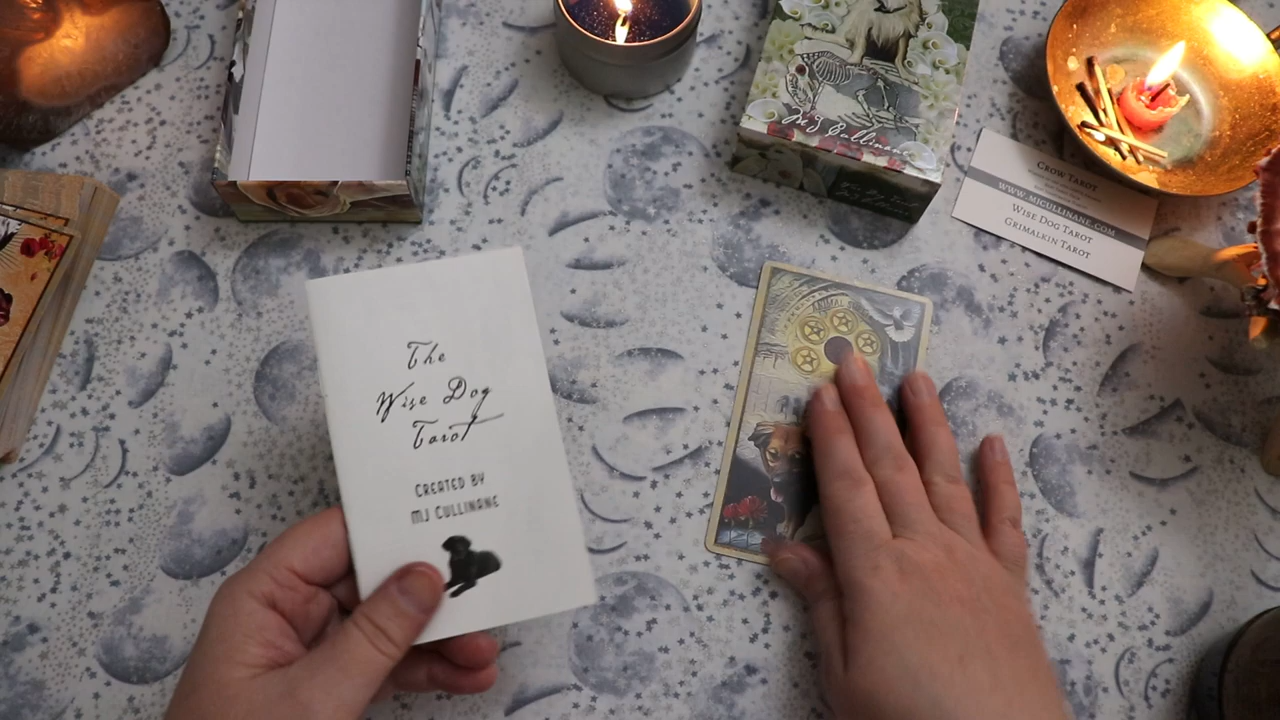 The
Wise Dog
Tarot
CREATED BY
MJ CULLINANE
MJ Cullinane
CROW TAROT
WWW.MJCULLINANE.COM
WISE DOG TAROT
GRIMALKIN TAROT